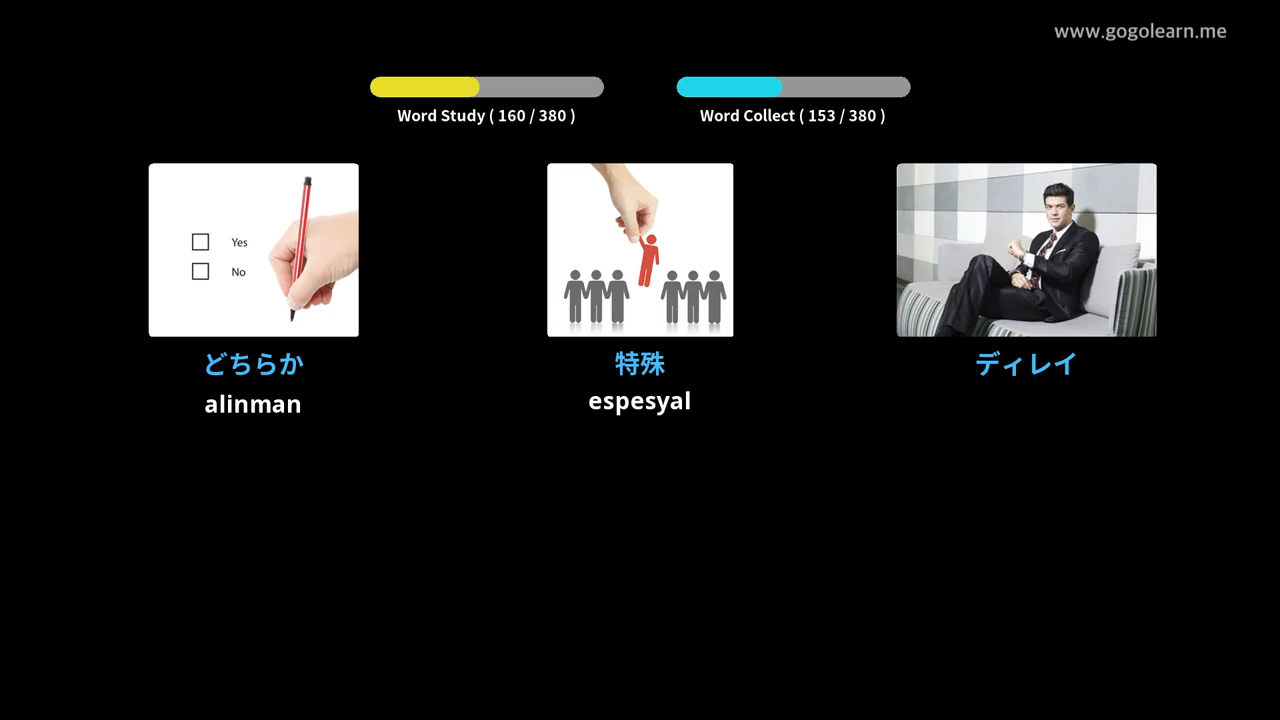 www.gogolearn.me
Word Study ( 160 / 380 )
Word Collect ( 153 / 380 )
Yes
No
どちらか
特殊
ディレイ
alinman
espesyal